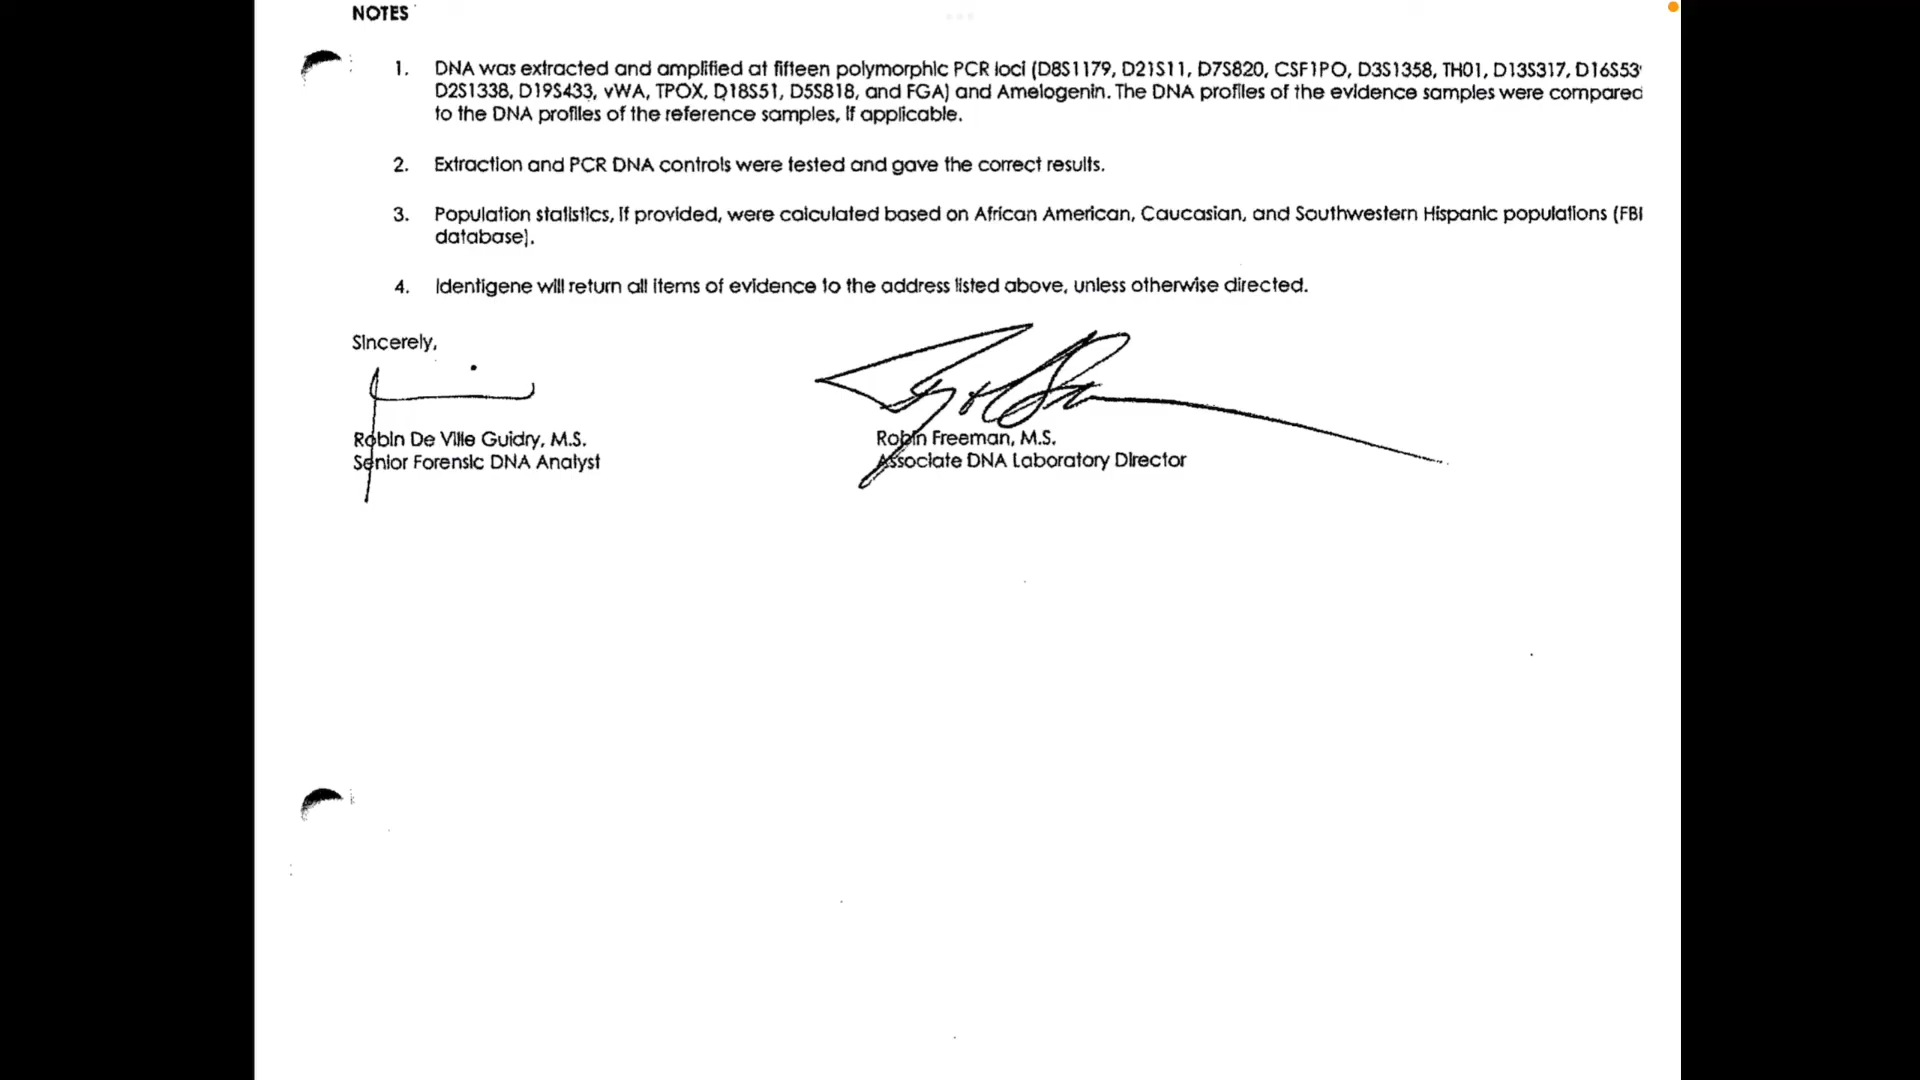 NOTES
1. DNA was extracted and amplified at fifteen polymorphic PCR loci (D8S1179, D21S11, D7S820, CSF1PO, D3S1358, TH01, D13S317, D16S53
D2S1338, D19S433, vWA, TPOX, D18S51, D5S818, and FGA) and Amelogenin. The DNA profiles of the evidence samples were compared
to the DNA profiles of the reference samples, if applicable.
2. Extraction and PCR DNA controls were tested and gave the correct results.
3. Population statistics, if provided, were calculated based on African American, Caucasian, and Southwestern Hispanic populations (FBI
database).
4. Identigene will return all items of evidence to the address listed above, unless otherwise directed.
Sincerely,
Robin De Ville Guidry, M.S.
Senior Forensic DNA Analyst
Robin Freeman, M.S.
Associate DNA Laboratory Director